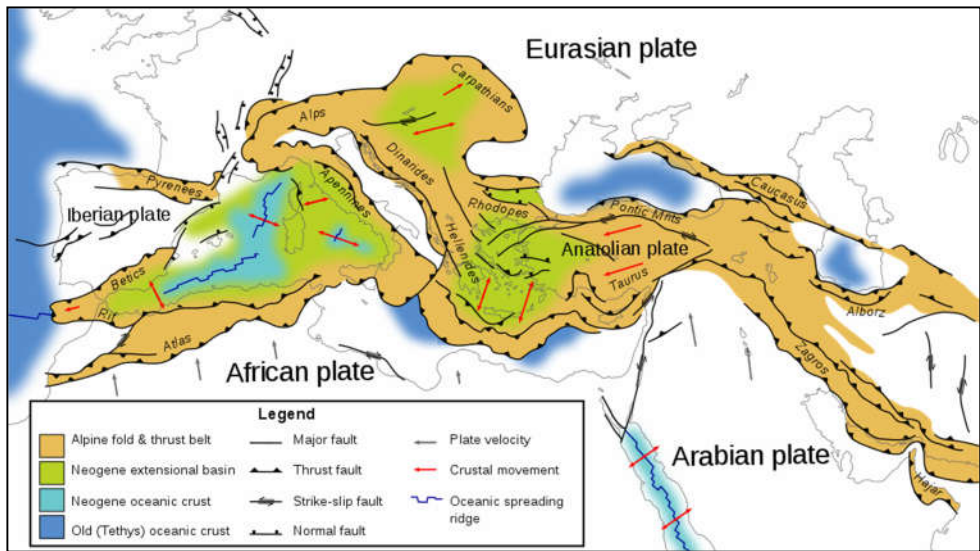 Eurasian plate
Carpathians
Alps
Dinarides
Pyrenees
Apennines
Caucasus
Iberian plate
Rhodopes
Pontic Mnts
Anatolian plate
Hellenides
Betics
Taurus
Rif
Alborz
Atlas
Zagros
African plate
Arabian plate
Hajar
Legend
Alpine fold & thrust belt
Major fault
Plate velocity
Neogene extensional basin
Thrust fault
Crustal movement
Neogene oceanic crust
Strike-slip fault
Oceanic spreading
ridge
Old (Tethys) oceanic crust
Normal fault